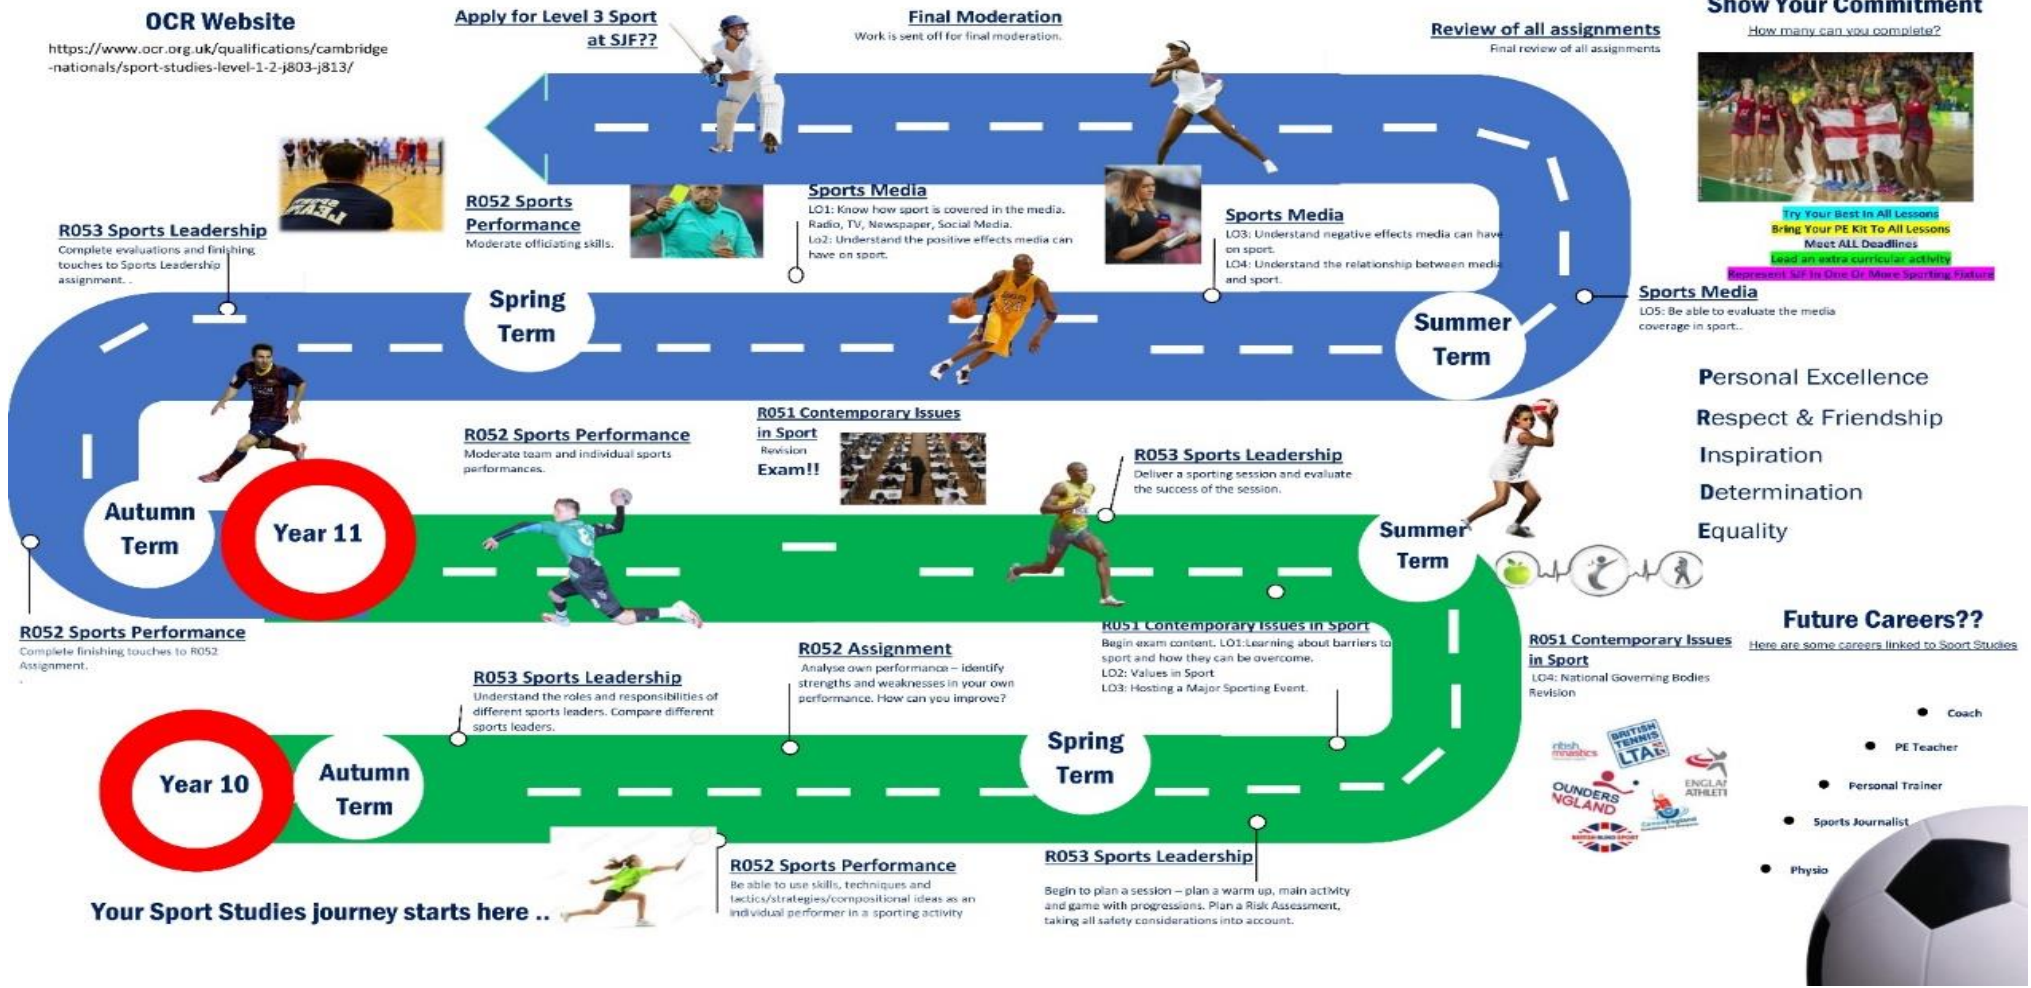 OCR Website
https://www.ocr.org.uk/qualifications/cambridge
-nationals/sport-studies-level-1-2-j803-j813/
Apply for Level 3 Sport
at SJF??
Final Moderation
Work is sent off for final moderation.
Review of all assignments
Final review of all assignments
Show Your Commitment
How many can you complete?
Try Your Best In All Lessons
Bring Your PE Kit To All Lessons
Meet ALL Deadlines
Lead an extra curricular activity
Represent SJF In One Or More Sporting Fixture
R053 Sports Leadership
Complete evaluations and finishing
touches to Sports Leadership
assignment. .
R052 Sports
Performance
Moderate officiating skills.
Sports Media
LO1: Know how sport is covered in the media.
Radio, TV, Newspaper, Social Media.
Lo2: Understand the positive effects media can
have on sport.
Sports Media
LO3: Understand negative effects media can have
on sport.
LO4: Understand the relationship between media
and sport.
Sports Media
LO5: Be able to evaluate the media
coverage in sport..
Spring
Term
Summer
Term
Personal Excellence
Respect & Friendship
Inspiration
Determination
Equality
R052 Sports Performance
Moderate team and individual sports
performances.
R051 Contemporary Issues
in Sport
Revision
Exam!!
R053 Sports Leadership
Deliver a sporting session and evaluate
the success of the session.
Autumn
Term
Year 11
Summer
Term
R052 Sports Performance
Complete finishing touches to R052
Assignment.
.
R053 Sports Leadership
Understand the roles and responsibilities of
different sports leaders. Compare different
sports leaders.
R052 Assignment
Analyse own performance – identify
strengths and weaknesses in your own
performance. How can you improve?
R051 Contemporary Issues in Sport
Begin exam content. LO1:Learning about barriers to
sport and how they can be overcome.
LO2: Values in Sport
LO3: Hosting a Major Sporting Event.
R051 Contemporary Issues
in Sport
LO4: National Governing Bodies
Revision
Future Careers??
Here are some careers linked to Sport Studies
Coach
PE Teacher
Personal Trainer
Sports Journalist
Physio
BRITISH
TENNIS
LTA
OUNDERS
NGLAND
ENGLA
ATHLETI
Year 10
Autumn
Term
Spring
Term
R052 Sports Performance
Be able to use skills, techniques and
tactics/strategies/compositional ideas as an
individual performer in a sporting activity
R053 Sports Leadership
Begin to plan a session – plan a warm up, main activity
and game with progressions. Plan a Risk Assessment,
taking all safety considerations into account.
Your Sport Studies journey starts here ..